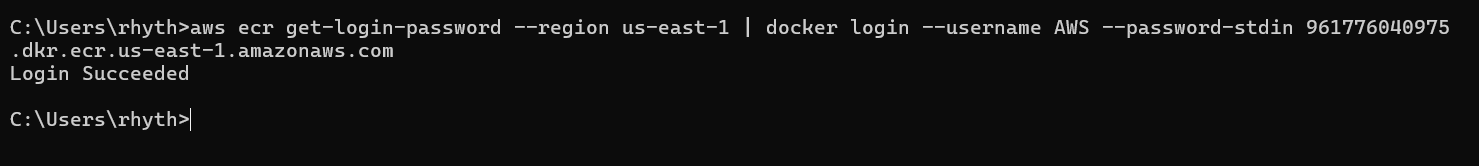 C:\Users\rhyth>aws ecr get-login-password --region us-east-1 | docker login --username AWS --password-stdin 961776040975
.dkr.ecr.us-east-1.amazonaws.com
Login Succeeded
C:\Users\rhyth>